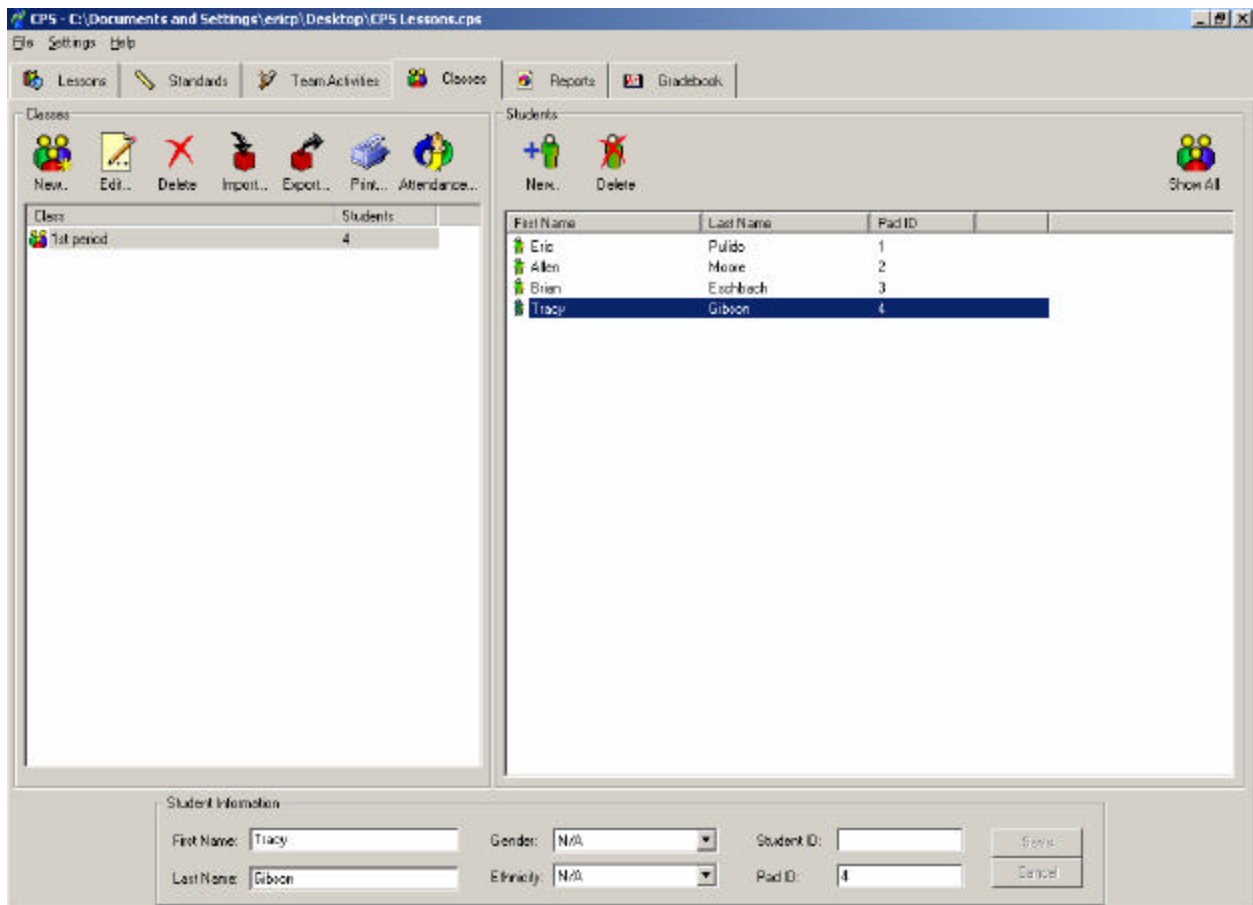 CPS - C:\Documents and Settings\ericp\Desktop\CPS Lessons.cps
File Settings Help
Lessons Standards Team Activities Classes Reports Gradebook
Classes
New... Edit... Delete Import... Export... Print... Attendance...
Class Students
1st period 4
Students
New... Delete Show All
First Name Last Name Pad ID
Eric Pulido 1
Allen Moore 2
Brian Eschbach 3
Tracy Gibson 4
Student Information
First Name: Tracy Gender: N/A Student ID: Save
Last Name: Gibson Ethnicity: N/A Pad ID: 4 Cancel